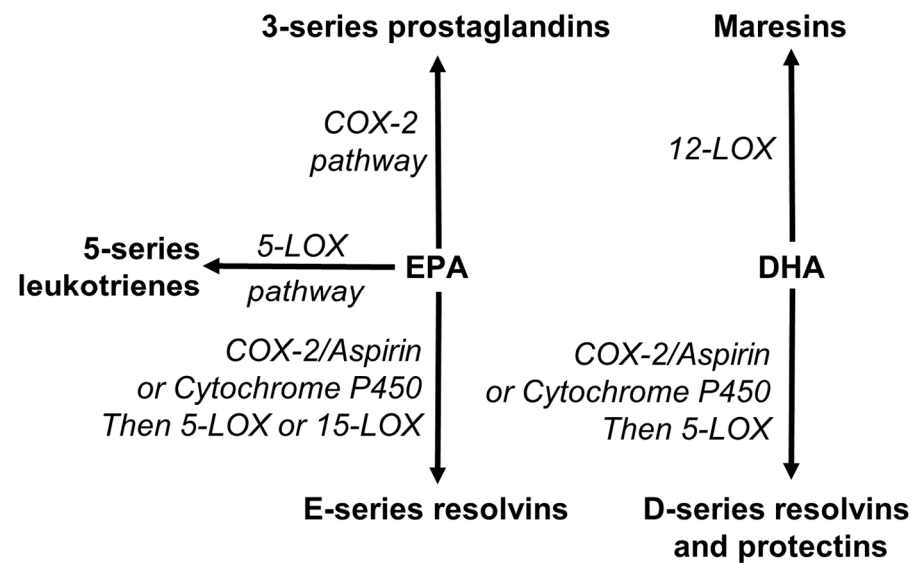 3-series prostaglandins
Maresins
COX-2
pathway
12-LOX
5-series
leukotrienes
5-LOX
pathway
EPA
DHA
COX-2/Aspirin
or Cytochrome P450
Then 5-LOX or 15-LOX
COX-2/Aspirin
or Cytochrome P450
Then 5-LOX
E-series resolvins
D-series resolvins
and protectins